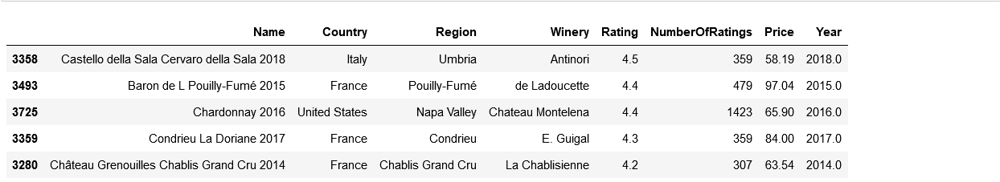 Name Country Region Winery Rating NumberOfRatings Price Year
3358 Castello della Sala Cervaro della Sala 2018 Italy Umbria Antinori 4.5 359 58.19 2018.0
3493 Baron de L Pouilly-Fumé 2015 France Pouilly-Fumé de Ladoucette 4.4 479 97.04 2015.0
3725 Chardonnay 2016 United States Napa Valley Chateau Montelena 4.4 1423 65.90 2016.0
3359 Condrieu La Doriane 2017 France Condrieu E. Guigal 4.3 359 84.00 2017.0
3280 Château Grenouilles Chablis Grand Cru 2014 France Chablis Grand Cru La Chablisienne 4.2 307 63.54 2014.0